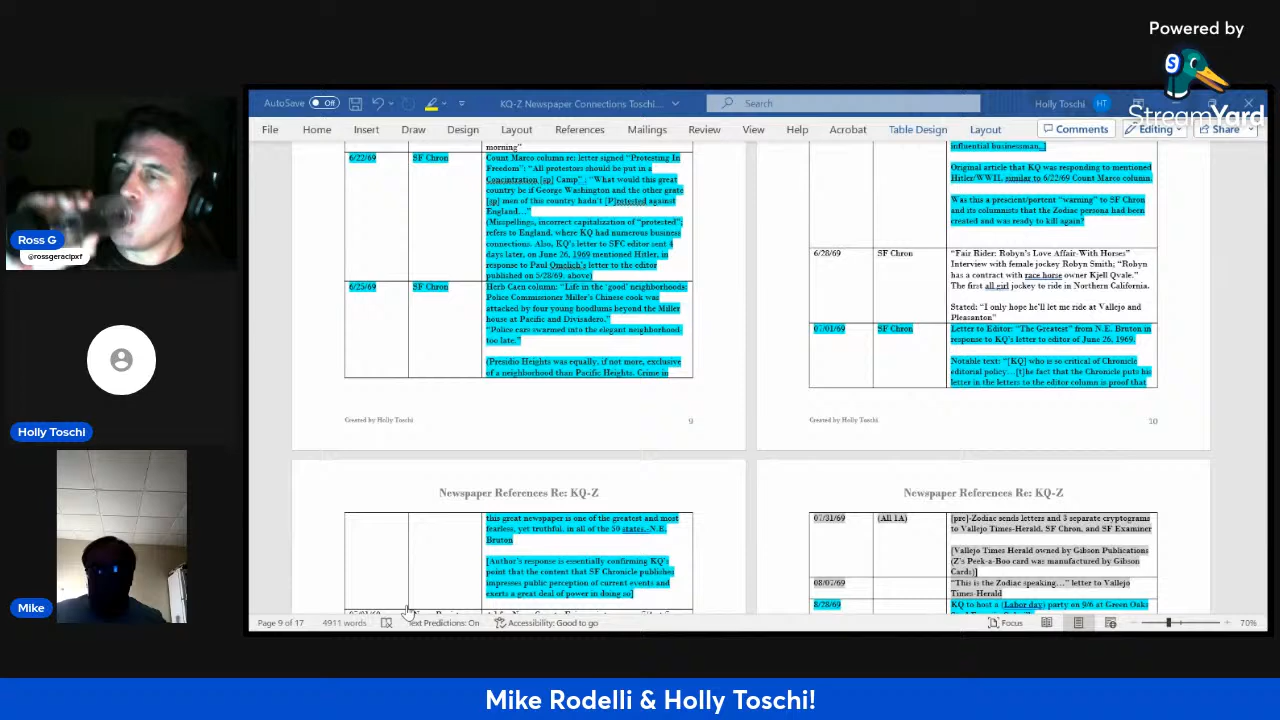 Powered by
StreamYard
AutoSave Off
KQ-Z Newspaper Connections Toschi...
Search
Holly Toschi HT
File Home Insert Draw Design Layout References Mailings Review View Help Acrobat Table Design Layout Comments Editing Share
morning"
6/22/69 SF Chron Count Marco column re: letter signed "Protesting In
Freedom": "All protestors should be put in a
Concintration [sp] Camp". "What would this great
country be if George Washington and the other grate
[sp] men of this country hadn't [P]rotested against
England..."
(Muspellings, incorrect capitalization of "protested";
refers to England, where KQ had numerous business
connections. Also, KQ's letter to SFC editor sent 4
days later, on June 26, 1969 mentioned Hitler, in
response to Paul Omelich's letter to the editor
published on 5/28/69, above)
6/25/69 SF Chron Herb Caen column: "Life in the 'good' neighborhoods:
Police Commissioner Miller's Chinese cook was
attacked by four young hoodlums beyond the Miller
house at Pacific and Divisadero."
"Police cars swarmed into the elegant neighborhood
too late."
(Presidio Heights was equally, if not more, exclusive
of a neighborhood than Pacific Heights. Crime in
Created by Holly Toschi 9
influential businessman.]
Original article that KQ was responding to mentioned
Hitler/WWII, similar to 6/22/69 Count Marco column.
Was this a prescient/portent "warning" to SF Chron
and its columnists that the Zodiac persona had been
created and was ready to kill again?
6/28/69 SF Chron "Fair Rider: Robyn's Love Affair-With Horses"
Interview with female jockey Robyn Smith; "Robyn
has a contract with race horse owner Kjell Qvale."
The first all girl jockey to ride in Northern California.
Stated: "I only hope he'll let me ride at Vallejo and
Pleasanton"
07/01/69 SF Chron Letter to Editor: "The Greatest" from N.E. Bruton in
response to KQ's letter to editor of June 26, 1969.
Notable text: "[KQ] who is so critical of Chronicle
editorial policy...[t]he fact that the Chronicle puts his
letter in the letters to the editor column is proof that
Created by Holly Toschi 10
Newspaper References Re: KQ-Z
this great newspaper is one of the greatest and most
fearless, yet truthful, in all of the 50 states.-N.E.
Bruton
[Author's response is essentially confirming KQ's
point that the content that SF Chronicle publishes
impresses public perception of current events and
exerts a great deal of power in doing so]
Newspaper References Re: KQ-Z
07/31/69 (All 1A) [pre]-Zodiac sends letters and 3 separate cryptograms
to Vallejo Times-Herald, SF Chron, and SF Examiner
[Vallejo Times Herald owned by Gibson Publications
(Z's Peek-a-Boo card was manufactured by Gibson
Cards)]
08/07/69 "This is the Zodiac speaking..." letter to Vallejo
Times-Herald
8/28/69 KQ to host a (Labor day) party on 9/6 at Green Oaks
Page 9 of 17 4911 words Text Predictions: On Accessibility: Good to go Focus 70%
Ross G
@rossgeracipxf
Holly Toschi
Mike
Mike Rodelli & Holly Toschi!